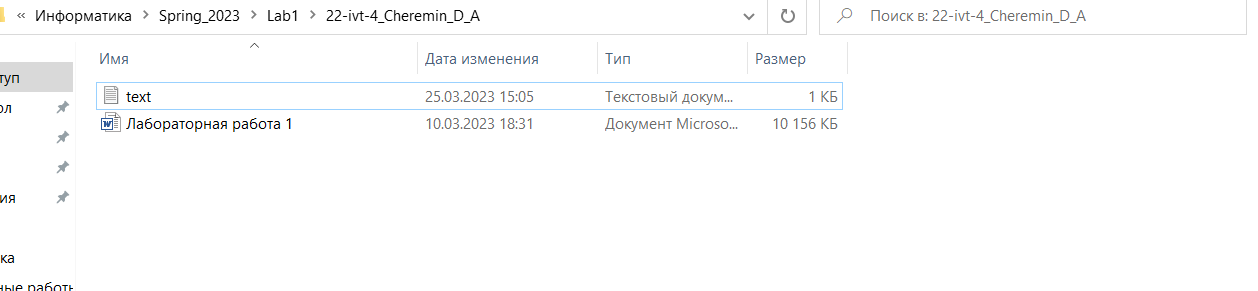 « Информатика > Spring_2023 > Lab1 > 22-ivt-4_Cheremin_D_A
Поиск в: 22-ivt-4_Cheremin_D_A
Имя Дата изменения Тип Размер
туп
text 25.03.2023 15:05 Текстовый докум... 1 КБ
ол
Лабораторная работа 1 10.03.2023 18:31 Документ Microso... 10 156 КБ
ия
ка
ные работы